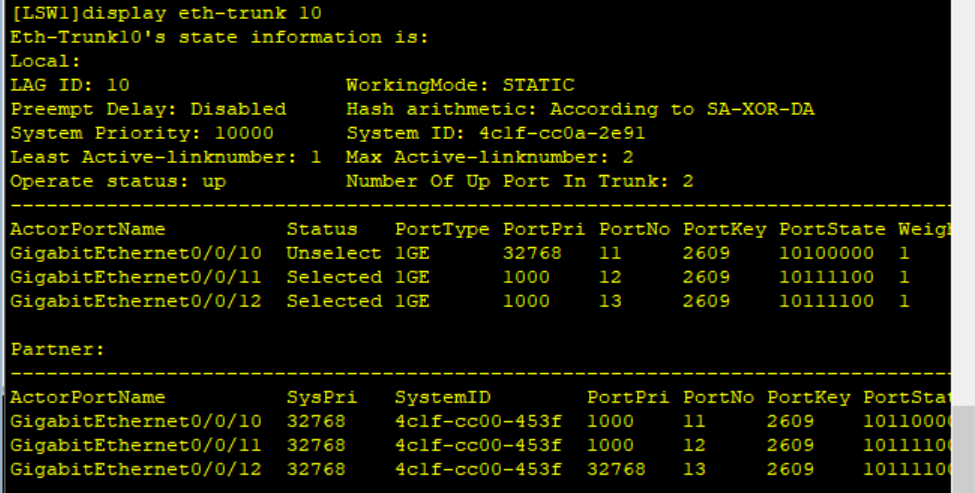 [LSW1]display eth-trunk 10
Eth-Trunk10's state information is:
Local:
LAG ID: 10 WorkingMode: STATIC
Preempt Delay: Disabled Hash arithmetic: According to SA-XOR-DA
System Priority: 10000 System ID: 4c1f-cc0a-2e91
Least Active-linknumber: 1 Max Active-linknumber: 2
Operate status: up Number Of Up Port In Trunk: 2
--------------------------------------------------------------------------------
ActorPortName Status PortType PortPri PortNo PortKey PortState Weigh
GigabitEthernet0/0/10 Unselect 1GE 32768 11 2609 10100000 1
GigabitEthernet0/0/11 Selected 1GE 1000 12 2609 10111100 1
GigabitEthernet0/0/12 Selected 1GE 1000 13 2609 10111100 1
Partner:
--------------------------------------------------------------------------------
ActorPortName SysPri SystemID PortPri PortNo PortKey PortStat
GigabitEthernet0/0/10 32768 4c1f-cc00-453f 1000 11 2609 1011000
GigabitEthernet0/0/11 32768 4c1f-cc00-453f 1000 12 2609 1011110
GigabitEthernet0/0/12 32768 4c1f-cc00-453f 32768 13 2609 1011110